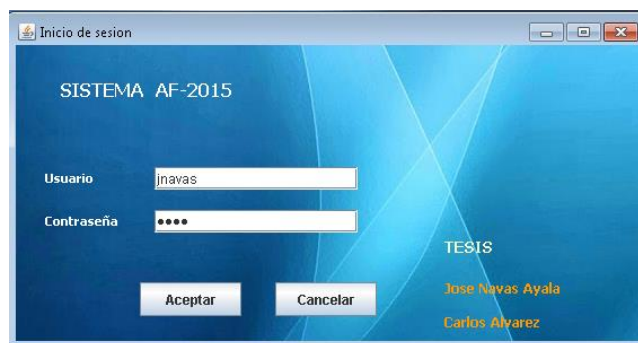 Inicio de sesion
SISTEMA AF-2015
Usuario
jnavas
Contraseña
••••
Aceptar
Cancelar
TESIS
Jose Navas Ayala
Carlos Alvarez